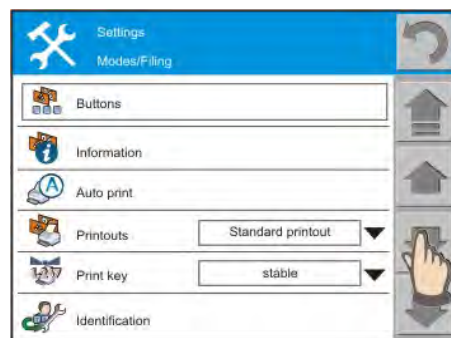 Settings
Modes/Filing
Buttons
Information
Auto print
Printouts Standard printout
Print key stable
Identification